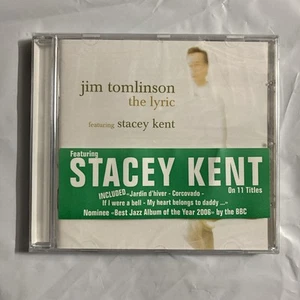 jim tomlinson
the lyric
featuring stacey kent
Featuring
STACEY KENT
On 11 Titles
INCLUDED «Jardin d'hiver - Corcovado -
If I were a bell - My heart belongs to daddy ...»
Nominee «Best Jazz Album of the Year 2006» by the BBC